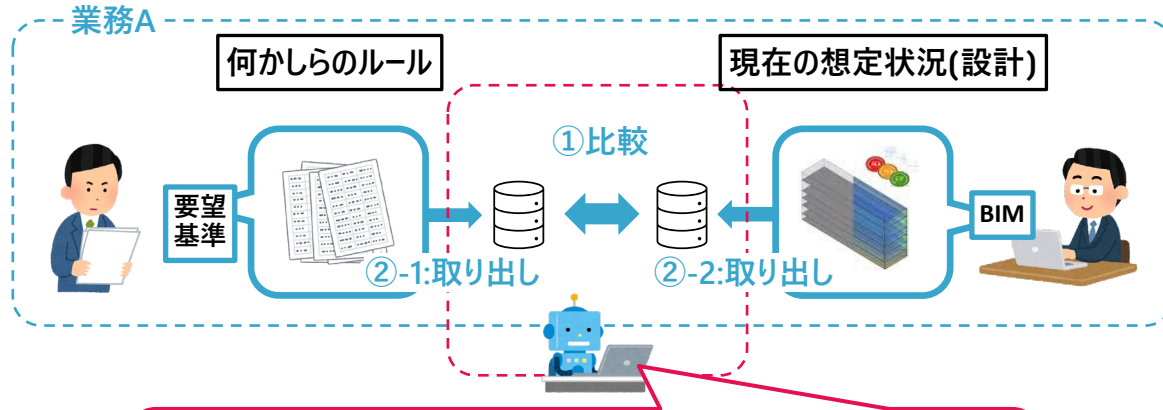 業務A
何かしらのルール
現在の想定状況(設計)
①比較
要望
基準
BIM
②-1:取り出し
②-2:取り出し